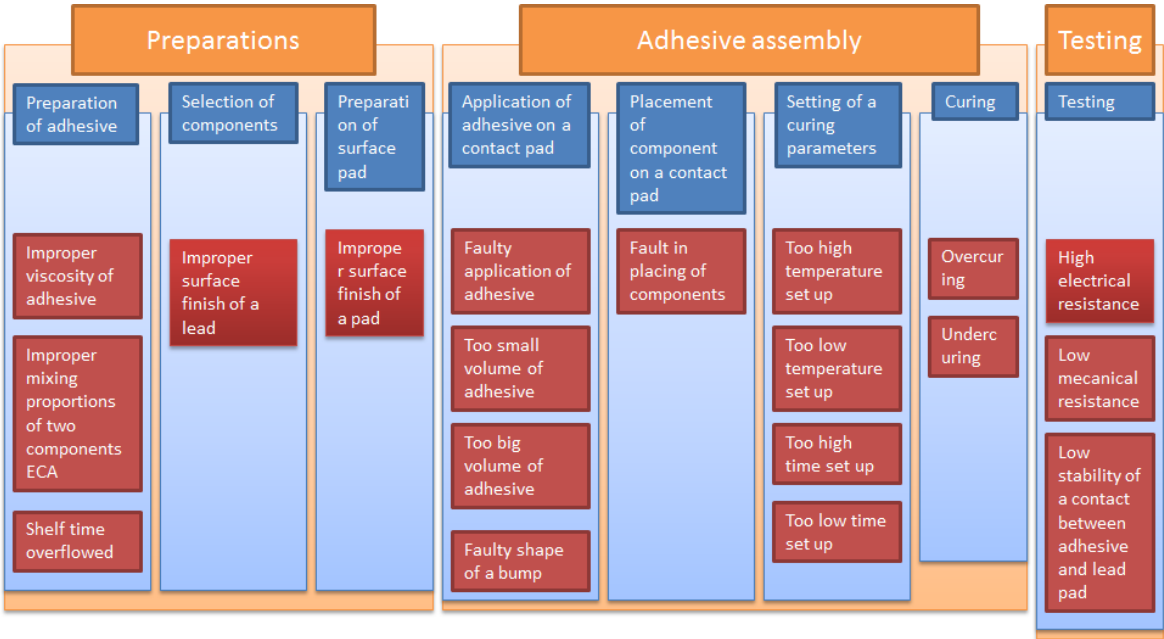 Preparations
Adhesive assembly
Testing
Preparation
of adhesive
Selection of
components
Preparati
on of
surface
pad
Application of
adhesive on a
contact pad
Placement
of
component
on a contact
pad
Setting of a
curing
parameters
Curing
Testing
Improper
viscosity of
adhesive
Improper
mixing
proportions
of two
components
ECA
Shelf time
overflowed
Improper
surface
finish of a
lead
Imprope
r surface
finish of
a pad
Faulty
application of
adhesive
Too small
volume of
adhesive
Too big
volume of
adhesive
Faulty shape
of a bump
Fault in
placing of
components
Too high
temperature
set up
Too low
temperature
set up
Too high
time set up
Too low time
set up
Overcur
ing
Underc
uring
High
electrical
resistance
Low
mecanical
resistance
Low
stability of
a contact
between
adhesive
and lead
pad